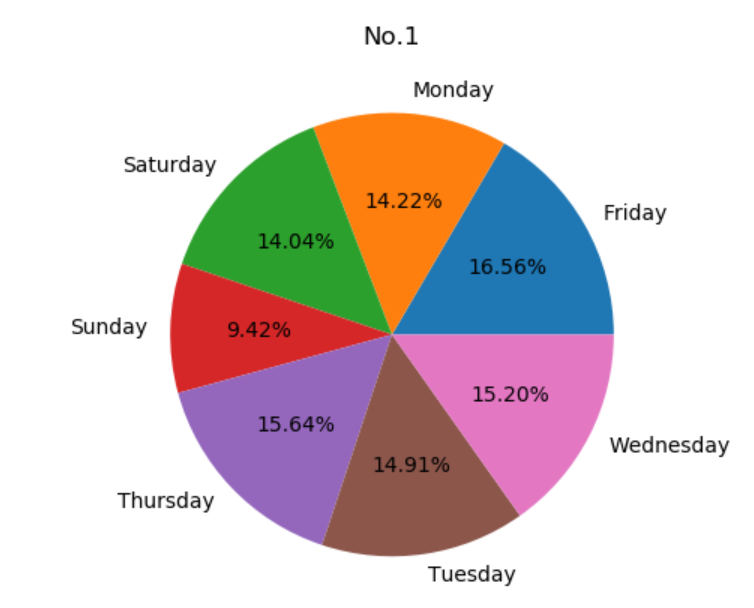 No.1
Monday
Saturday
Friday
14.22%
14.04%
16.56%
Sunday
9.42%
15.20%
15.64%
Wednesday
14.91%
Thursday
Tuesday